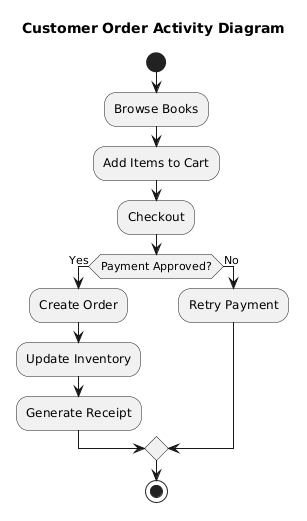 Customer Order Activity Diagram
Browse Books
Add Items to Cart
Checkout
Yes
Payment Approved?
No
Create Order
Retry Payment
Update Inventory
Generate Receipt